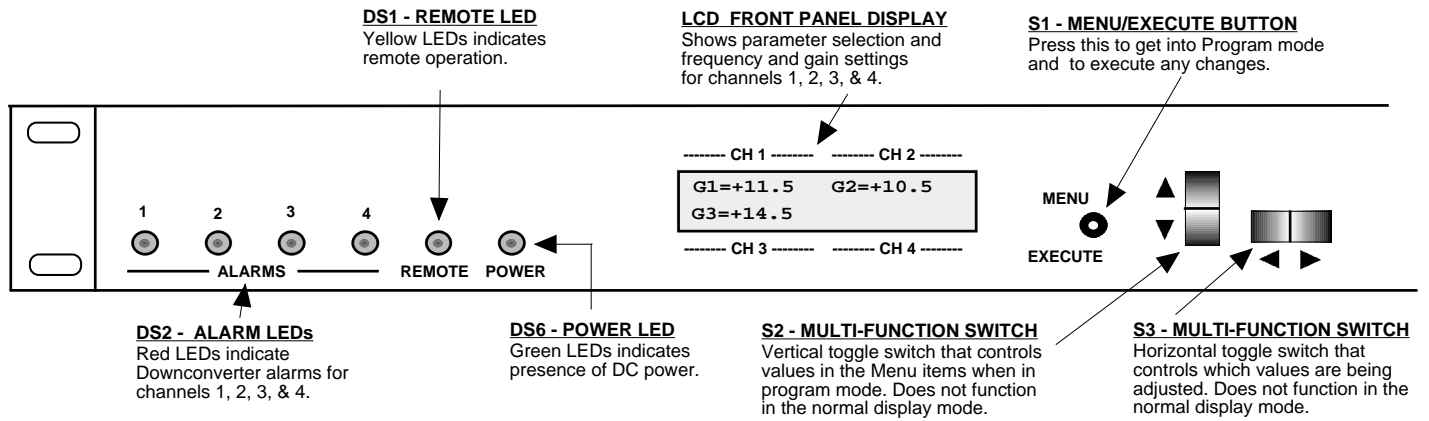 DS1 - REMOTE LED
Yellow LEDs indicates
remote operation.
LCD FRONT PANEL DISPLAY
Shows parameter selection and
frequency and gain settings
for channels 1, 2, 3, & 4.
S1 - MENU/EXECUTE BUTTON
Press this to get into Program mode
and to execute any changes.
-------- CH 1 -------- -------- CH 2 --------
G1=+11.5 G2=+10.5
G3=+14.5
-------- CH 3 -------- -------- CH 4 --------
1 2 3 4
ALARMS REMOTE POWER
MENU
EXECUTE
DS2 - ALARM LEDs
Red LEDs indicate
Downconverter alarms for
channels 1, 2, 3, & 4.
DS6 - POWER LED
Green LEDs indicates
presence of DC power.
S2 - MULTI-FUNCTION SWITCH
Vertical toggle switch that controls
values in the Menu items when in
program mode. Does not function
in the normal display mode.
S3 - MULTI-FUNCTION SWITCH
Horizontal toggle switch that
controls which values are being
adjusted. Does not function in the
normal display mode.